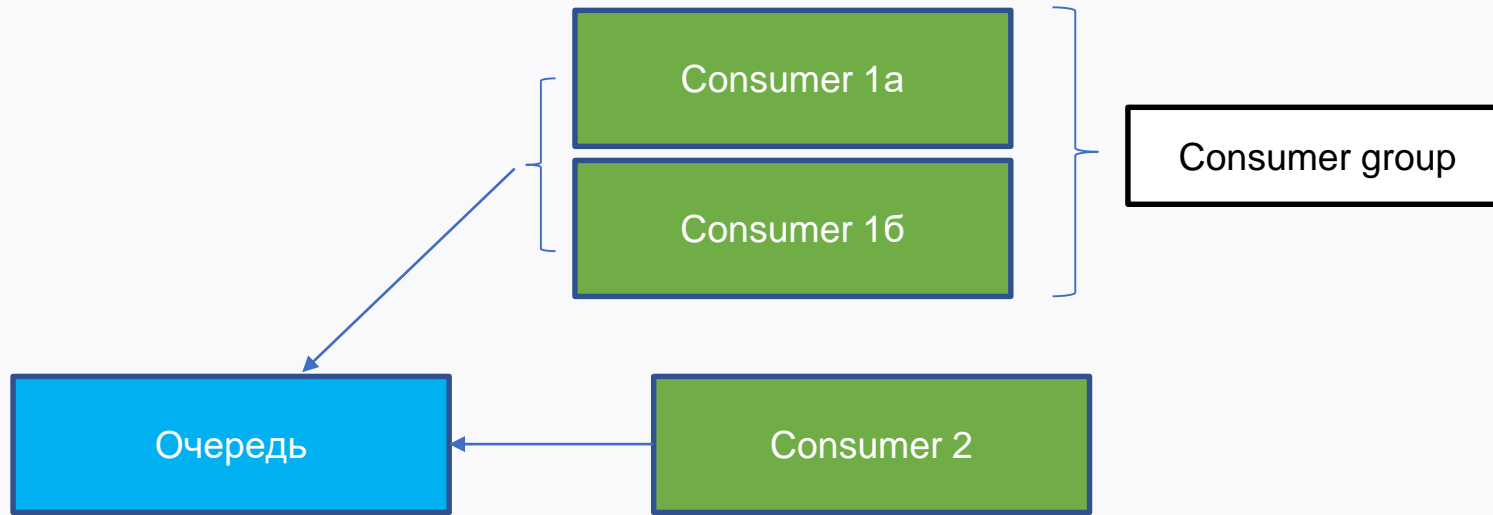 Consumer 1а
Consumer group
Consumer 1б
Очередь
Consumer 2